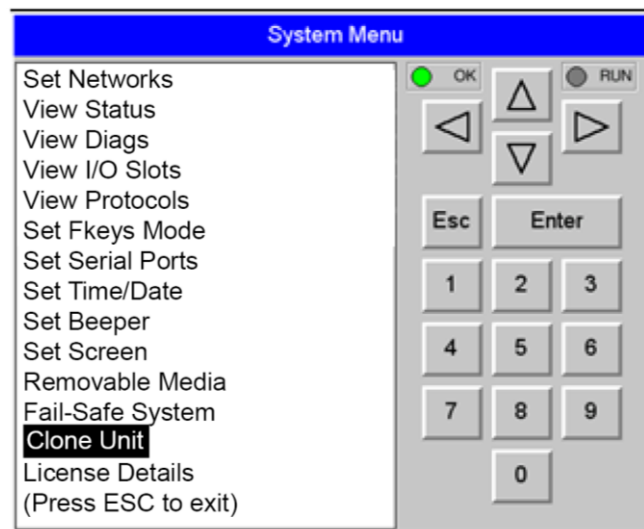 System Menu
Set Networks
View Status
View Diags
View I/O Slots
View Protocols
Set Fkeys Mode
Set Serial Ports
Set Time/Date
Set Beeper
Set Screen
Removable Media
Fail-Safe System
Clone Unit
License Details
(Press ESC to exit)
OK RUN
Esc Enter
1 2 3
4 5 6
7 8 9
0